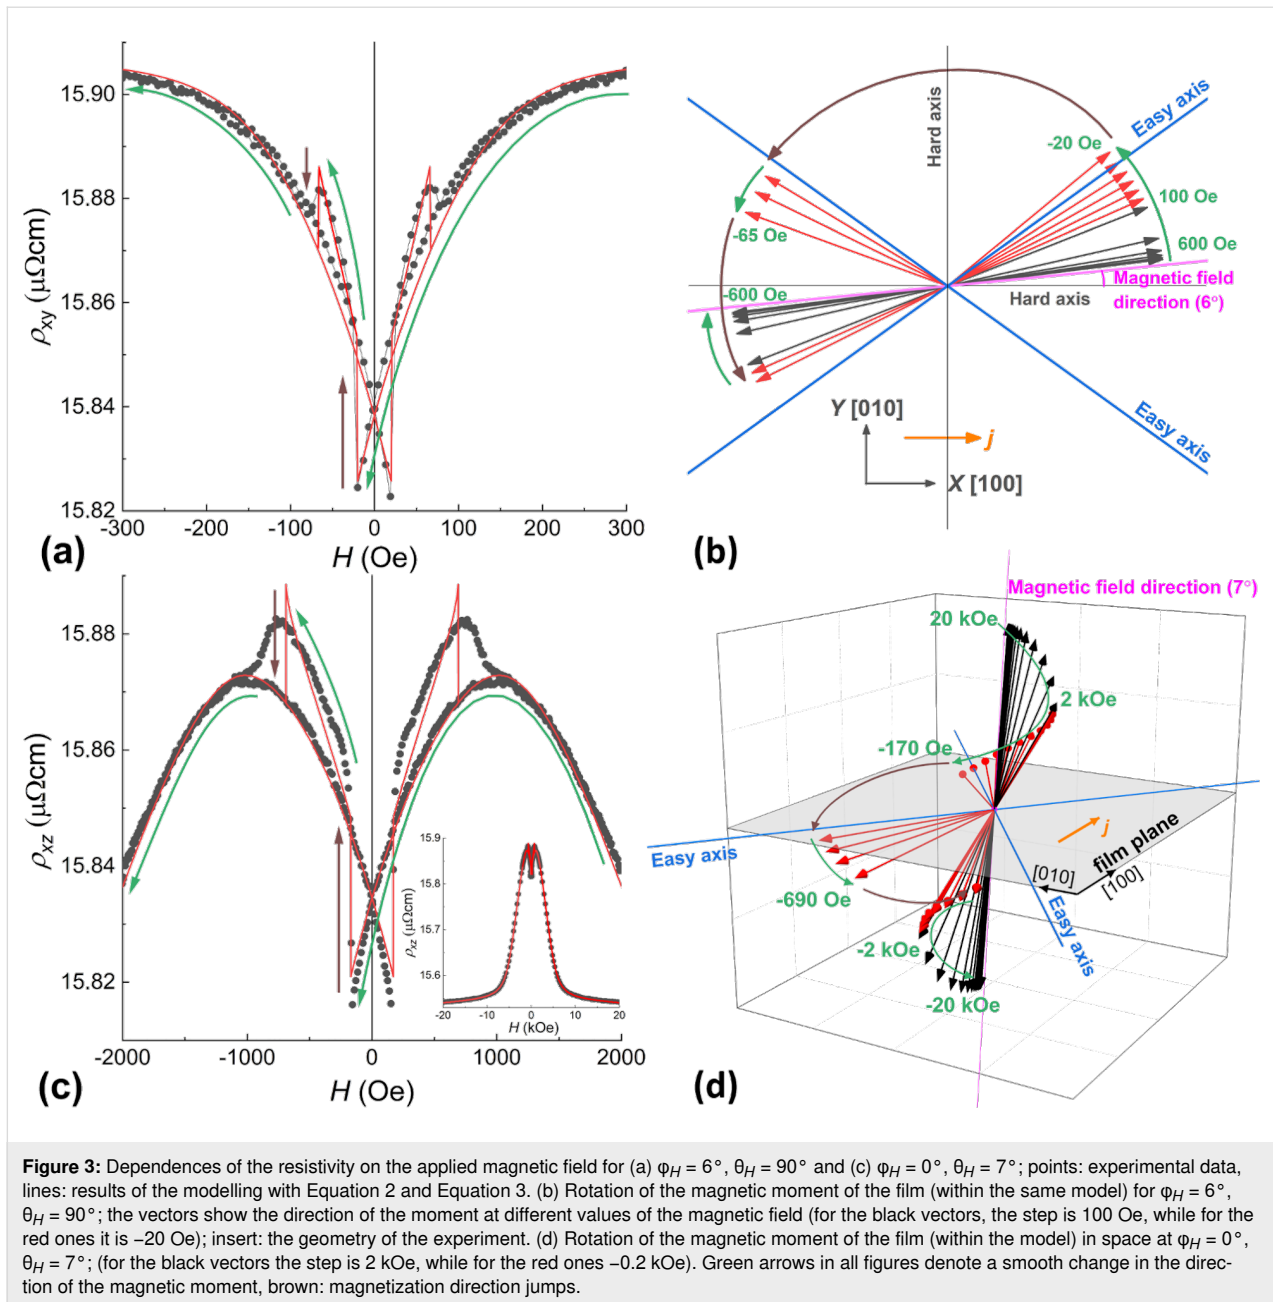 15.90
15.88
15.86
15.84
15.82
ρxy (μΩcm)
-300 -200 -100 0 100 200 300
H (Oe)
(a)
Hard axis
Easy axis
-20 Oe
100 Oe
600 Oe
-65 Oe
-600 Oe
Hard axis
Magnetic field
direction (6°)
Easy axis
Y [010]
j
X [100]
(b)
15.88
15.86
15.84
15.82
ρxz (μΩcm)
-2000 -1000 0 1000 2000
H (Oe)
(c)
15.9
15.8
15.7
15.6
ρxz (μΩcm)
-20 -10 0 10 20
H (kOe)
Magnetic field direction (7°)
20 kOe
2 kOe
-170 Oe
j
film plane
Easy axis
[010]
[100]
-690 Oe
Easy axis
-2 kOe
-20 kOe
(d)
Figure 3: Dependences of the resistivity on the applied magnetic field for (a) φH = 6°, θH = 90° and (c) φH = 0°, θH = 7°; points: experimental data,
lines: results of the modelling with Equation 2 and Equation 3. (b) Rotation of the magnetic moment of the film (within the same model) for φH = 6°,
θH = 90°; the vectors show the direction of the moment at different values of the magnetic field (for the black vectors, the step is 100 Oe, while for the
red ones it is −20 Oe); insert: the geometry of the experiment. (d) Rotation of the magnetic moment of the film (within the model) in space at φH = 0°,
θH = 7°; (for the black vectors the step is 2 kOe, while for the red ones −0.2 kOe). Green arrows in all figures denote a smooth change in the direc-
tion of the magnetic moment, brown: magnetization direction jumps.